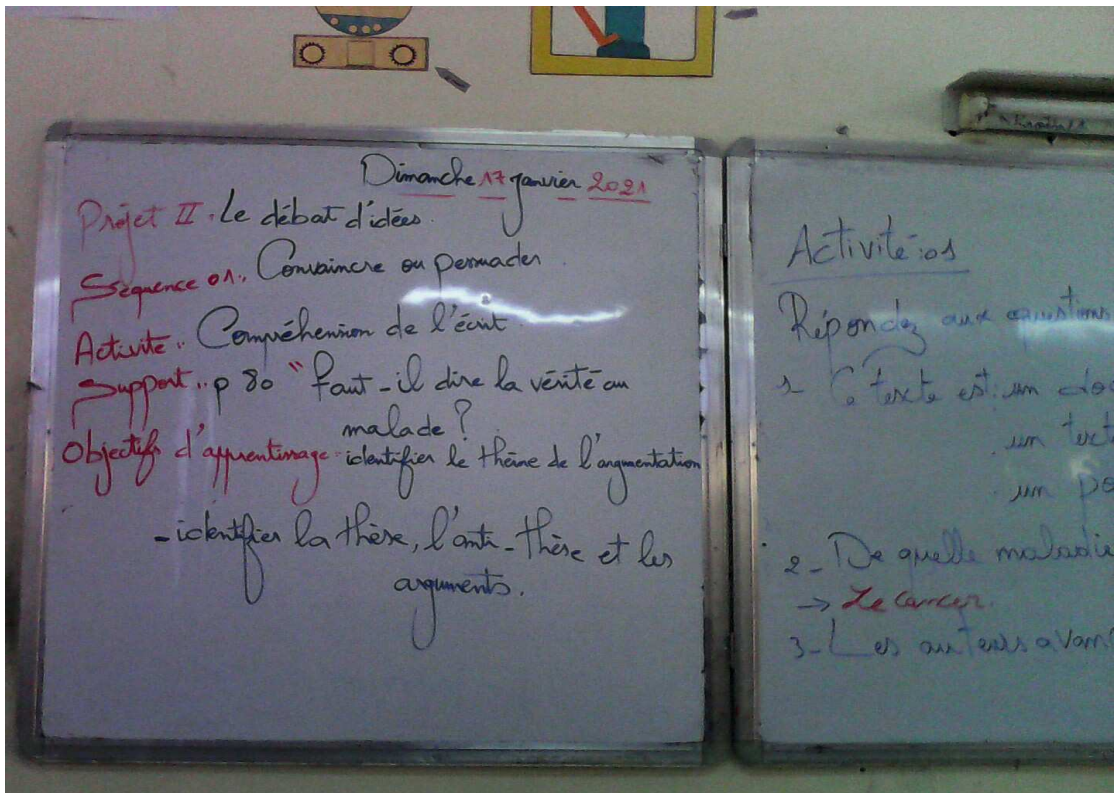 Dimanche 17 janvier 2021
Projet II. Le débat d'idées.
Séquence 01.. Convaincre ou persuader.
Activité.. Compréhension de l'écrit.
Support.. p 80 " Faut-il dire la vérité au
malade ?
Objectifs d'apprentissage - identifier le thème de l'argumentation
- identifier la thèse, l'anti-thèse et les
arguments.
Activité :01
Répondez aux questions
1- Ce texte est: un
un
un
2- De quelle maladie
→ Le cancer.
3- Les auteurs